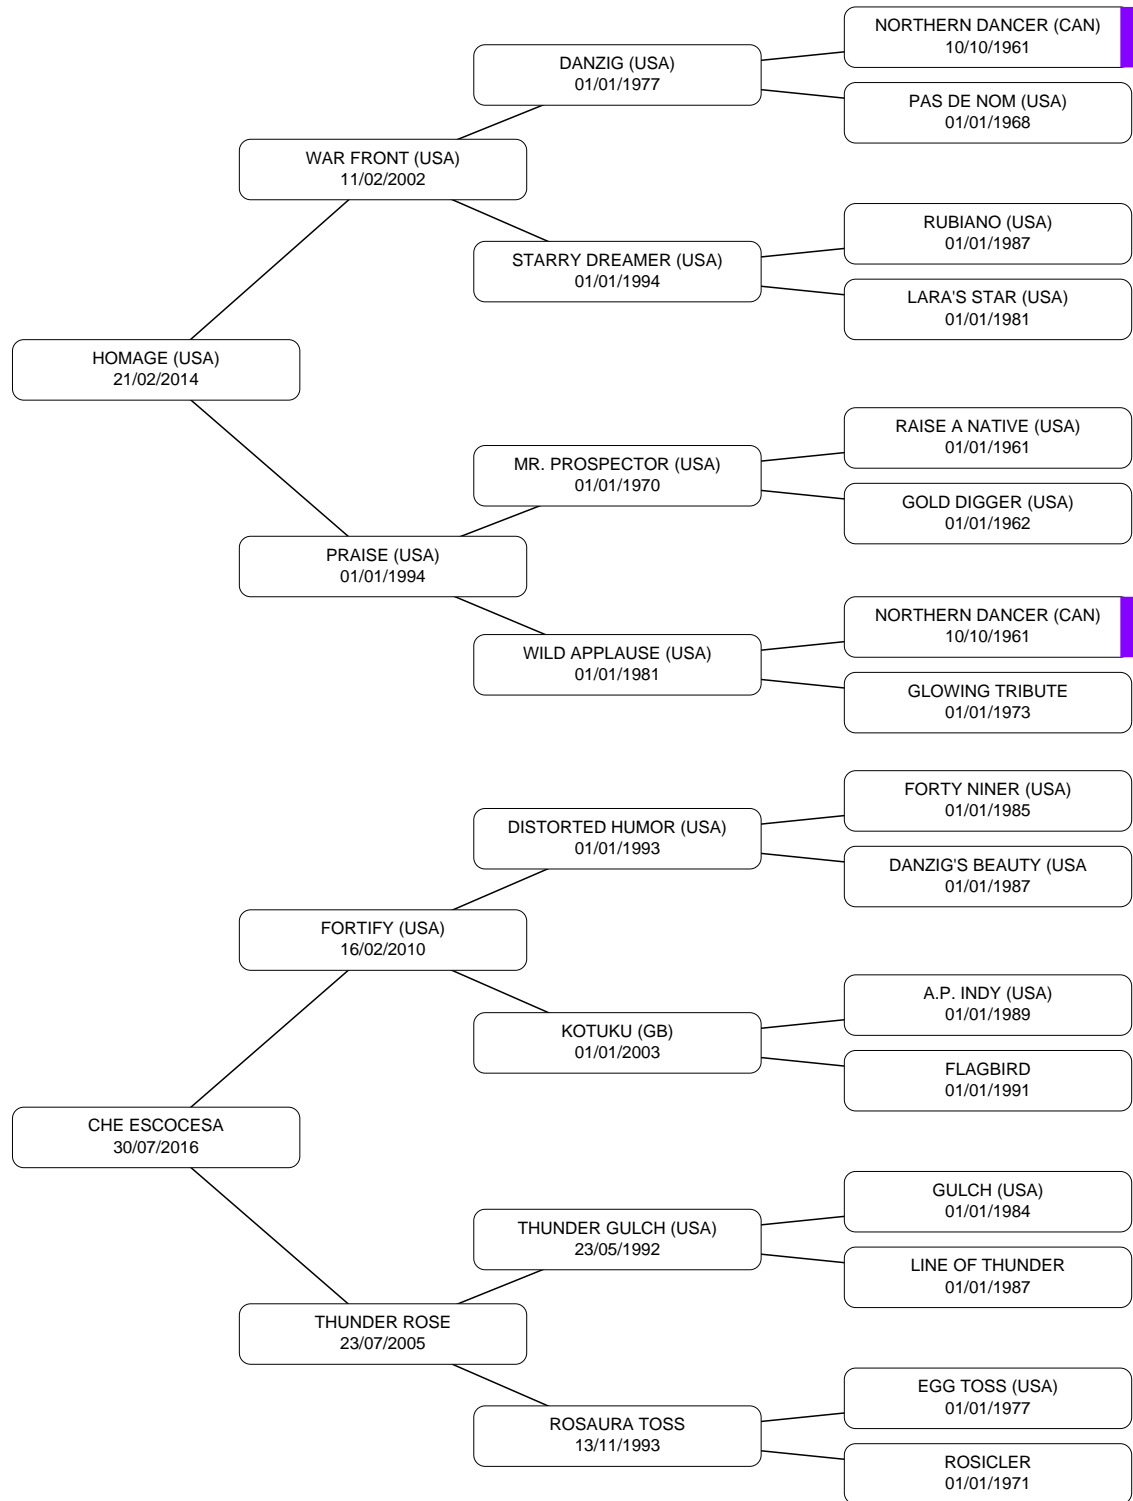 NORTHERN DANCER (CAN)
10/10/1961
DANZIG (USA)
01/01/1977
PAS DE NOM (USA)
01/01/1968
WAR FRONT (USA)
11/02/2002
RUBIANO (USA)
01/01/1987
STARRY DREAMER (USA)
01/01/1994
LARA'S STAR (USA)
01/01/1981
HOMAGE (USA)
21/02/2014
RAISE A NATIVE (USA)
01/01/1961
MR. PROSPECTOR (USA)
01/01/1970
GOLD DIGGER (USA)
01/01/1962
PRAISE (USA)
01/01/1994
NORTHERN DANCER (CAN)
10/10/1961
WILD APPLAUSE (USA)
01/01/1981
GLOWING TRIBUTE
01/01/1973
FORTY NINER (USA)
01/01/1985
DISTORTED HUMOR (USA)
01/01/1993
DANZIG'S BEAUTY (USA
01/01/1987
FORTIFY (USA)
16/02/2010
A.P. INDY (USA)
01/01/1989
KOTUKU (GB)
01/01/2003
FLAGBIRD
01/01/1991
CHE ESCOCESA
30/07/2016
GULCH (USA)
01/01/1984
THUNDER GULCH (USA)
23/05/1992
LINE OF THUNDER
01/01/1987
THUNDER ROSE
23/07/2005
EGG TOSS (USA)
01/01/1977
ROSAURA TOSS
13/11/1993
ROSICLER
01/01/1971